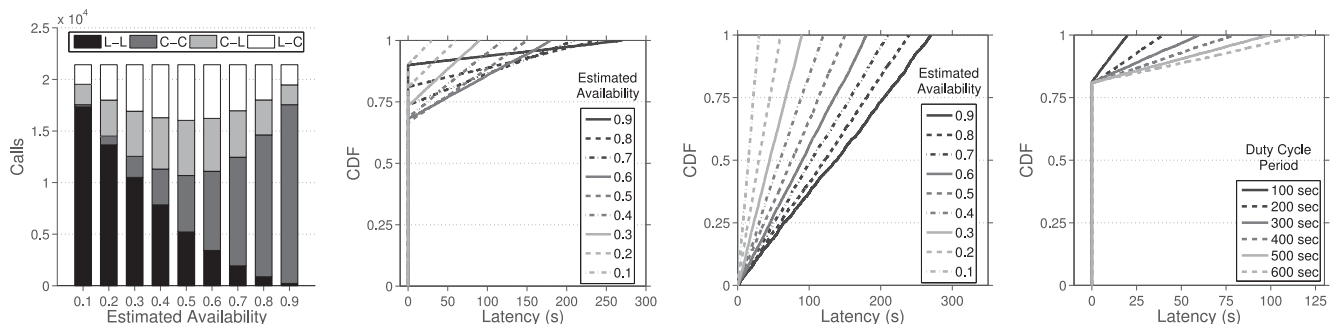 x 10⁴
2.5
2
1.5
1
0.5
0
Calls
L−L
C−C
C−L
L−C
0.1 0.2 0.3 0.4 0.5 0.6 0.7 0.8 0.9
Estimated Availability
1
0.75
0.5
0.25
0
CDF
Estimated
Availability
0.9
0.8
0.7
0.6
0.5
0.4
0.3
0.2
0.1
0 50 100 150 200 250 300
Latency (s)
1
0.75
0.5
0.25
0
CDF
Estimated
Availability
0.9
0.8
0.7
0.6
0.5
0.4
0.3
0.2
0.1
0 100 200 300
Latency (s)
1
0.75
0.5
0.25
0
CDF
Duty Cycle
Period
100 sec
200 sec
300 sec
400 sec
500 sec
600 sec
0 25 50 75 100 125
Latency (s)